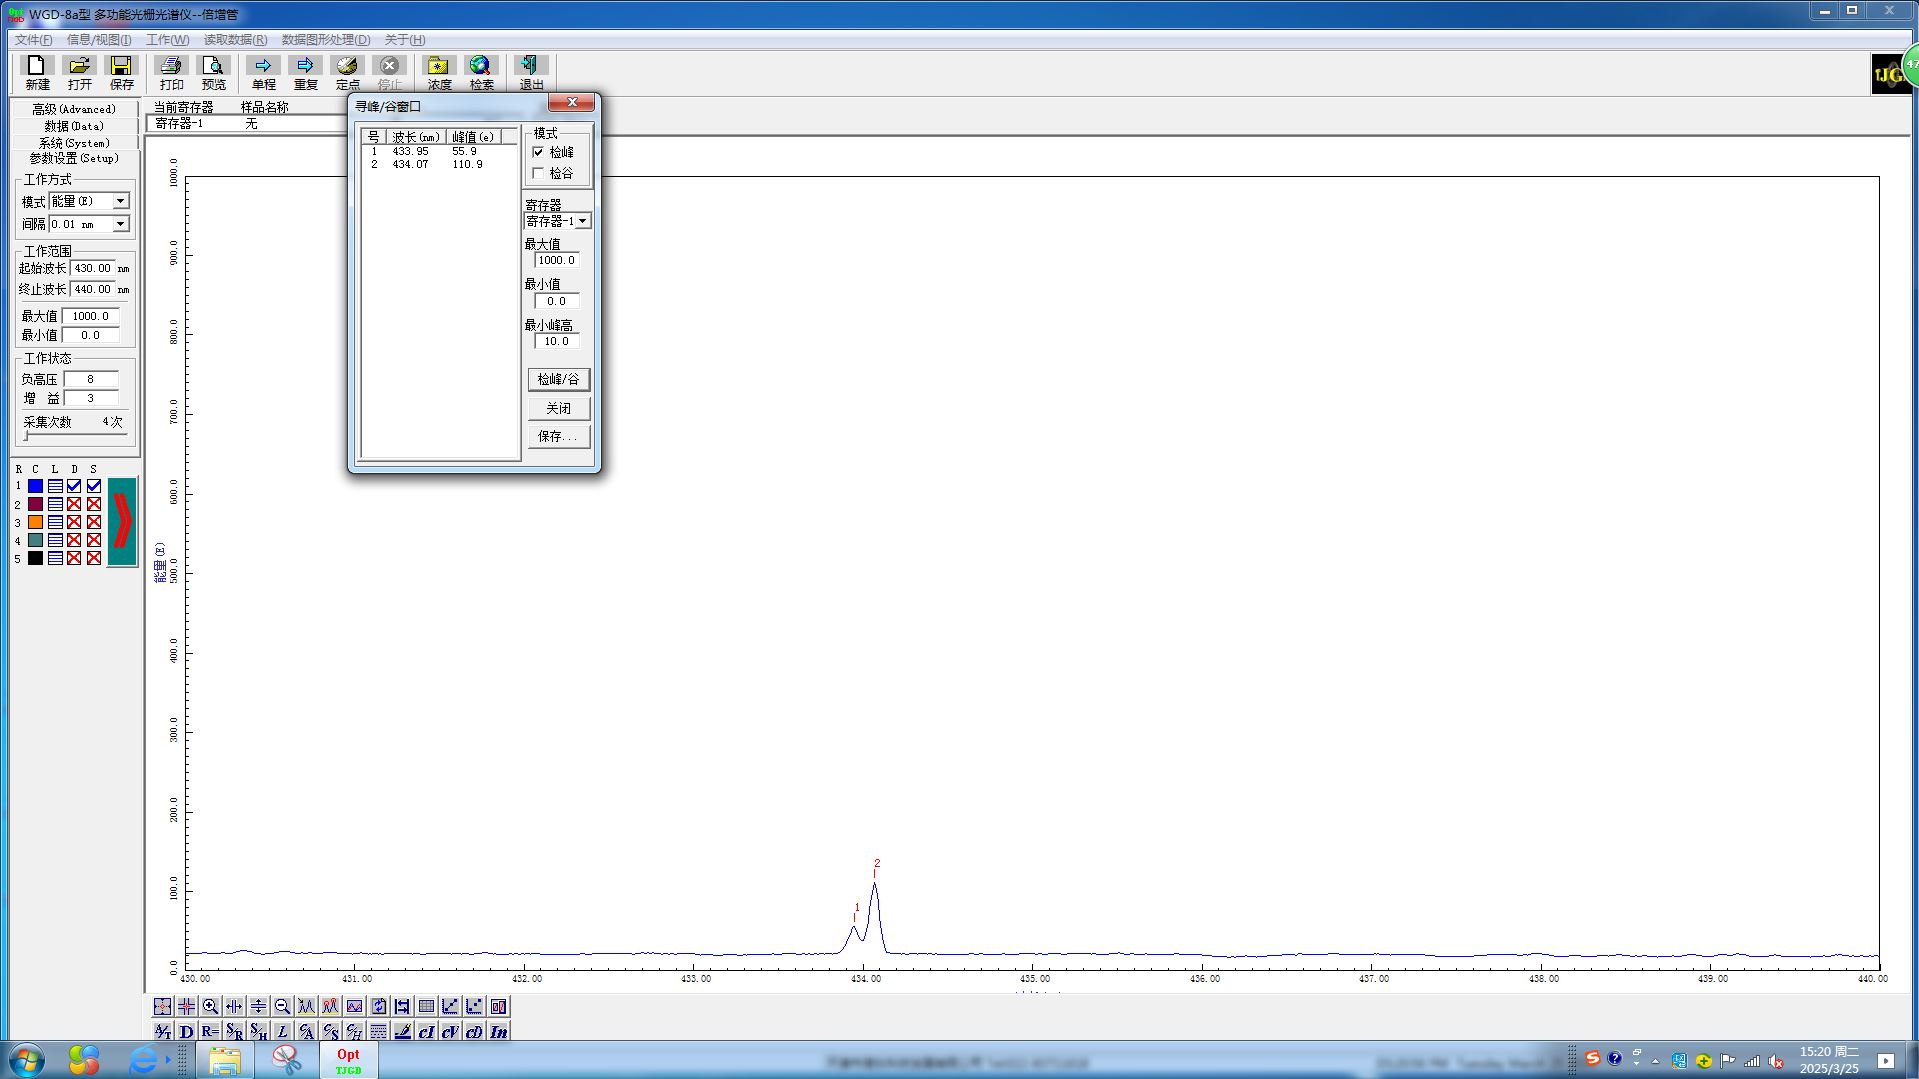 WGD-8a型 多功能光栅光谱仪--倍增管
文件(F) 信息/视图(I) 工作(W) 读取数据(R) 数据图形处理(D) 关于(H)
新建 打开 保存 打印 预览 单程 重复 定点 停止 浓度 检索 退出
TJG
47
高级(Advanced)
数据(Data)
系统(System)
参数设置(Setup)
当前寄存器 样品名称
寄存器-1 无
工作方式
模式 能量(E)
间隔 0.01 nm
工作范围
起始波长 430.00 nm
终止波长 440.00 nm
最大值 1000.0
最小值 0.0
工作状态
负高压 8
增 益 3
采集次数 4次
R C L D S
1
2
3
4
5
寻峰/谷窗口
号 波长(nm) 峰值(e)
1 433.95 55.9
2 434.07 110.9
模式
检峰
检谷
寄存器
寄存器-1
最大值
1000.0
最小值
0.0
最小峰高
10.0
检峰/谷
关闭
保存...
1000.0
900.0
800.0
700.0
600.0
500.0
400.0
300.0
200.0
100.0
0.0
能量(E)
1
2
430.00 431.00 432.00 433.00 434.00 435.00 436.00 437.00 438.00 439.00 440.00
A/T D R= S/R S/H L C/A C/S C/H cI cV cD In
Opt
TJGD
15:20 周二
2025/3/25